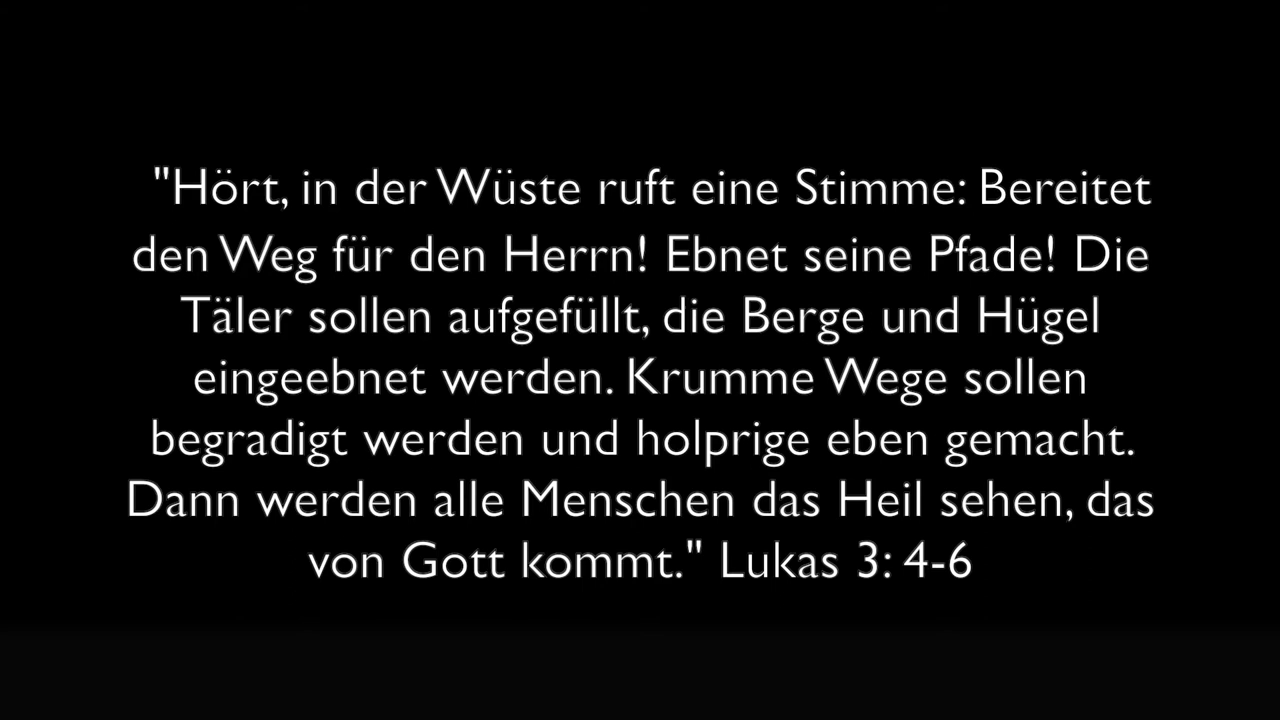 "Hört, in der Wüste ruft eine Stimme: Bereitet
den Weg für den Herrn! Ebnet seine Pfade! Die
Täler sollen aufgefüllt, die Berge und Hügel
eingeebnet werden. Krumme Wege sollen
begradigt werden und holprige eben gemacht.
Dann werden alle Menschen das Heil sehen, das
von Gott kommt." Lukas 3: 4-6